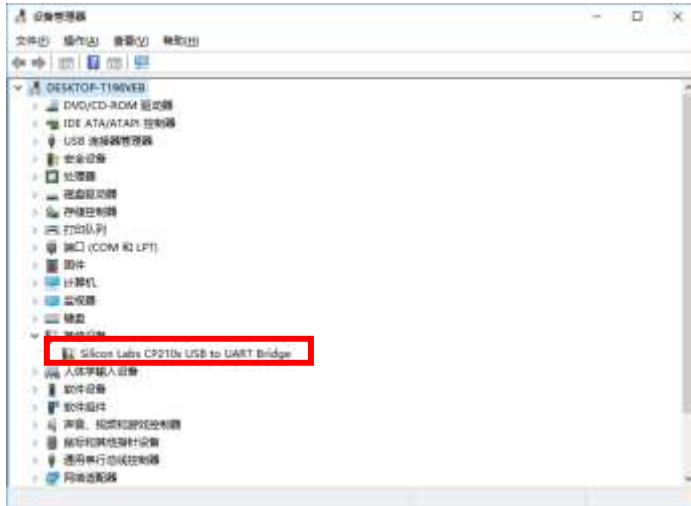 设备管理器
文件(F) 操作(A) 查看(V) 帮助(H)
DESKTOP-T196VEB
DVD/CD-ROM 驱动器
IDE ATA/ATAPI 控制器
USB 连接器管理器
安全设备
处理器
磁盘驱动器
存储控制器
打印队列
端口 (COM 和 LPT)
固件
计算机
监视器
键盘
其他设备
Silicon Labs CP210x USB to UART Bridge
人体学输入设备
软件设备
软件组件
声音、视频和游戏控制器
鼠标和其他指针设备
通用串行总线控制器
网络适配器